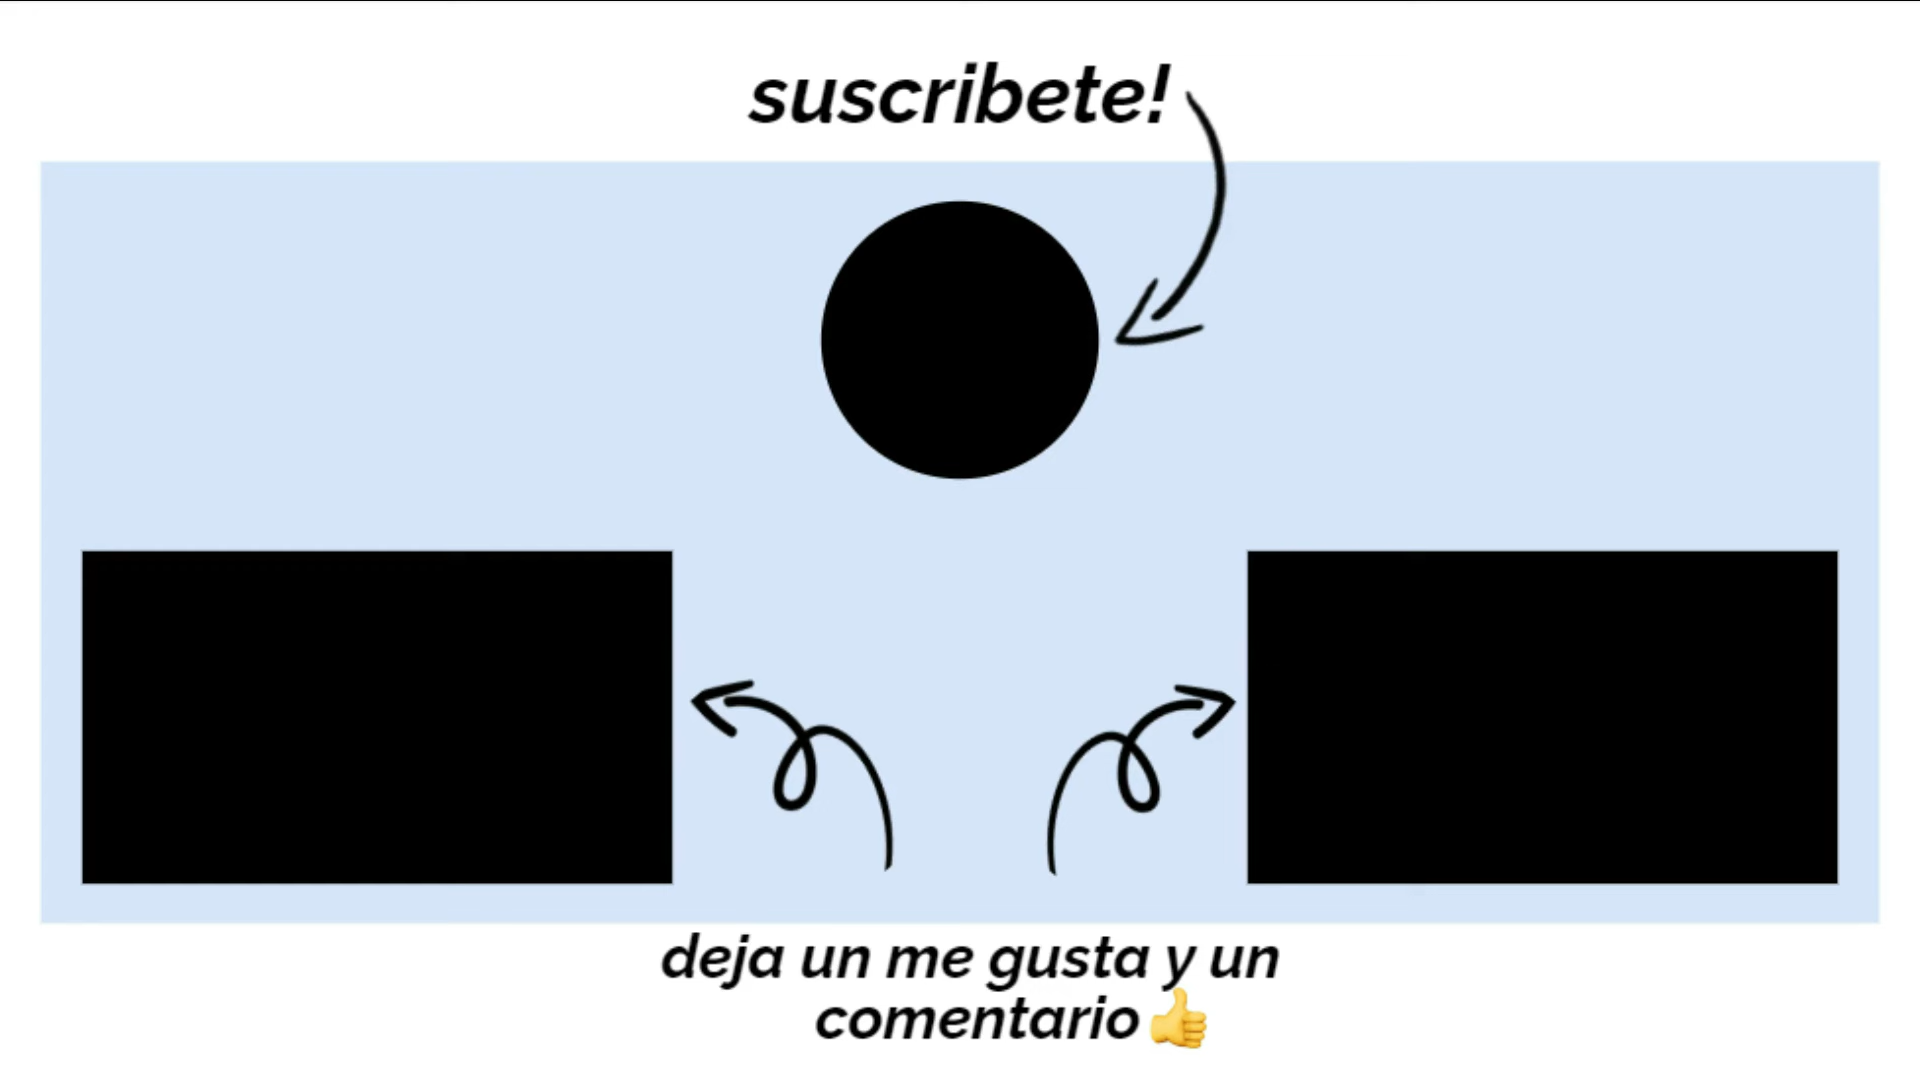 suscribete!
deja un me gusta y un
comentario👍